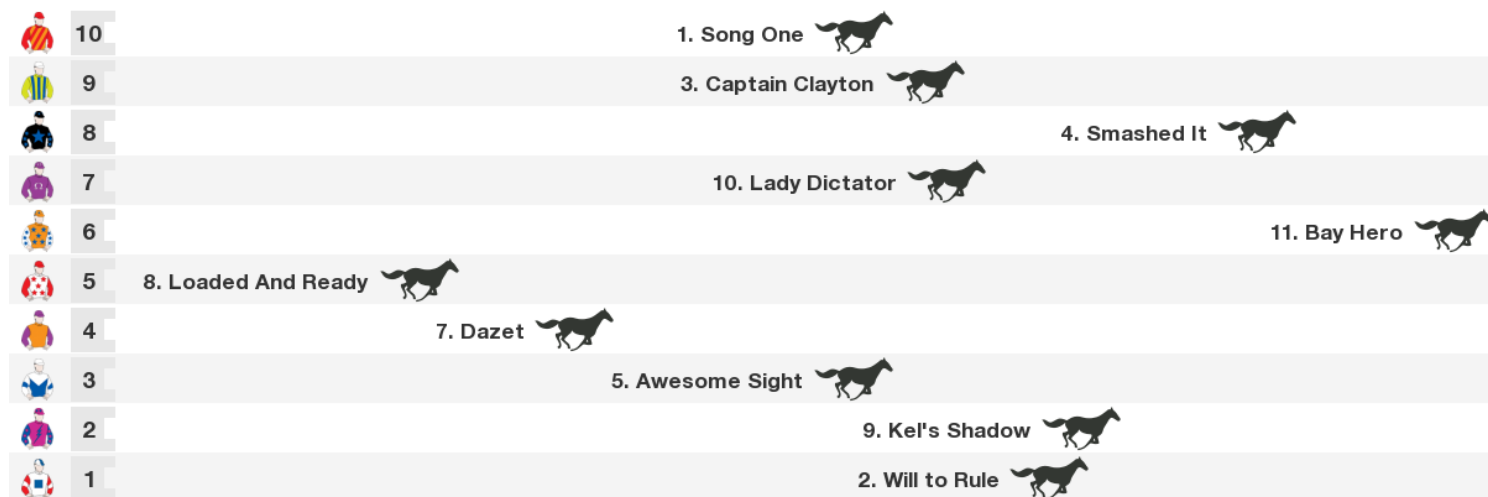 10 1. Song One
9 3. Captain Clayton
8 4. Smashed It
7 10. Lady Dictator
6 11. Bay Hero
5 8. Loaded And Ready
4 7. Dazet
3 5. Awesome Sight
2 9. Kel's Shadow
1 2. Will to Rule